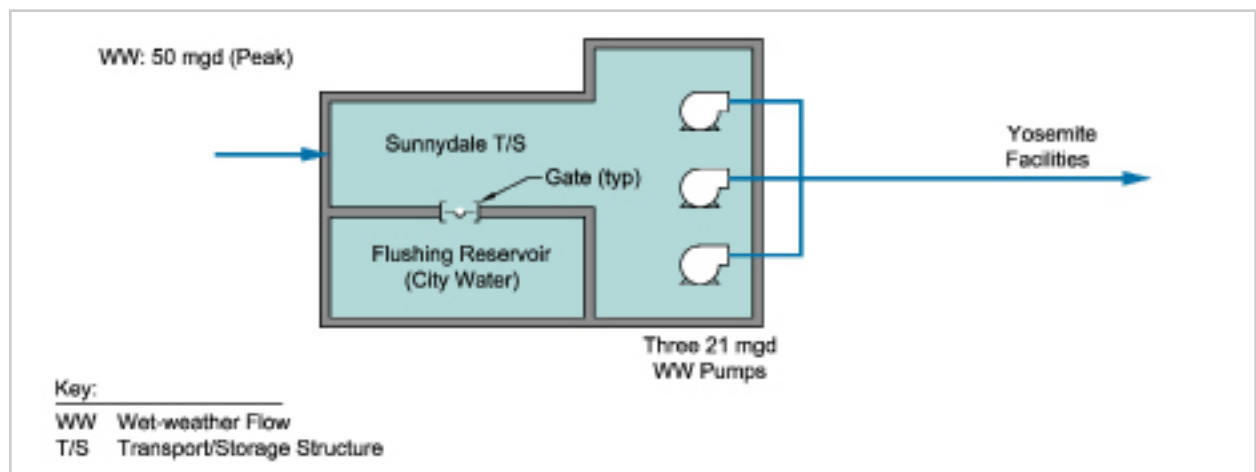 WW: 50 mgd (Peak)
Sunnydale T/S
Gate (typ)
Flushing Reservoir
(City Water)
Yosemite
Facilities
Three 21 mgd
WW Pumps
Key:
WW Wet-weather Flow
T/S Transport/Storage Structure